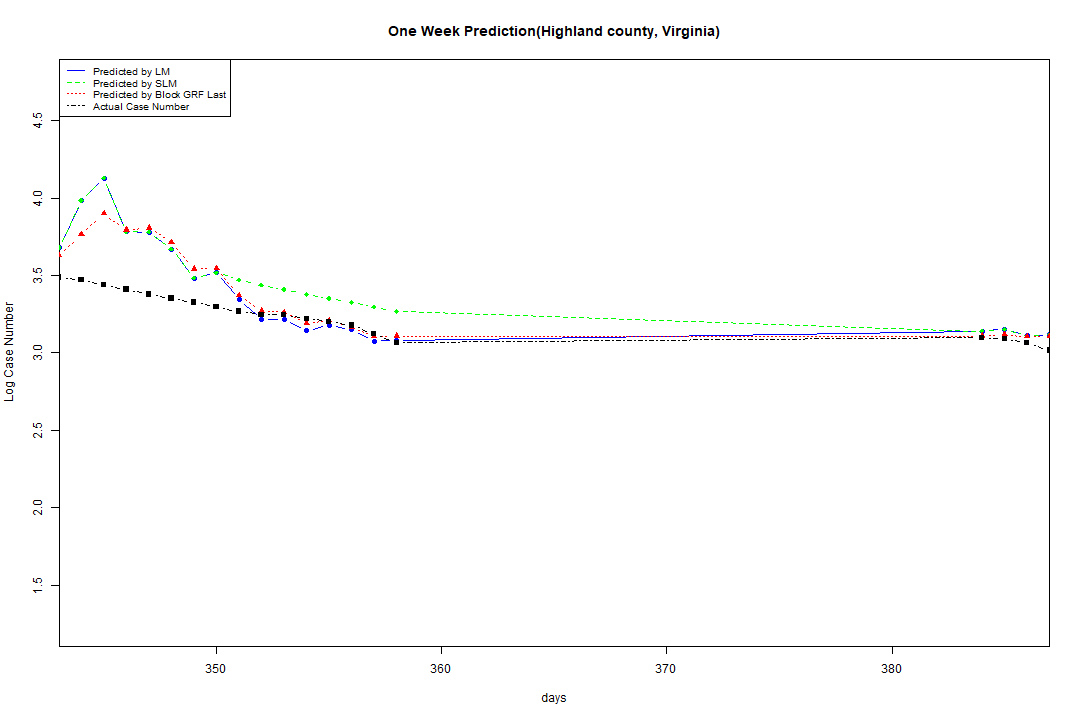 One Week Prediction(Highland county, Virginia)
Predicted by LM
Predicted by SLM
Predicted by Block GRF Last
Actual Case Number
4.5
4.0
3.5
3.0
2.5
2.0
1.5
Log Case Number
350 360 370 380
days